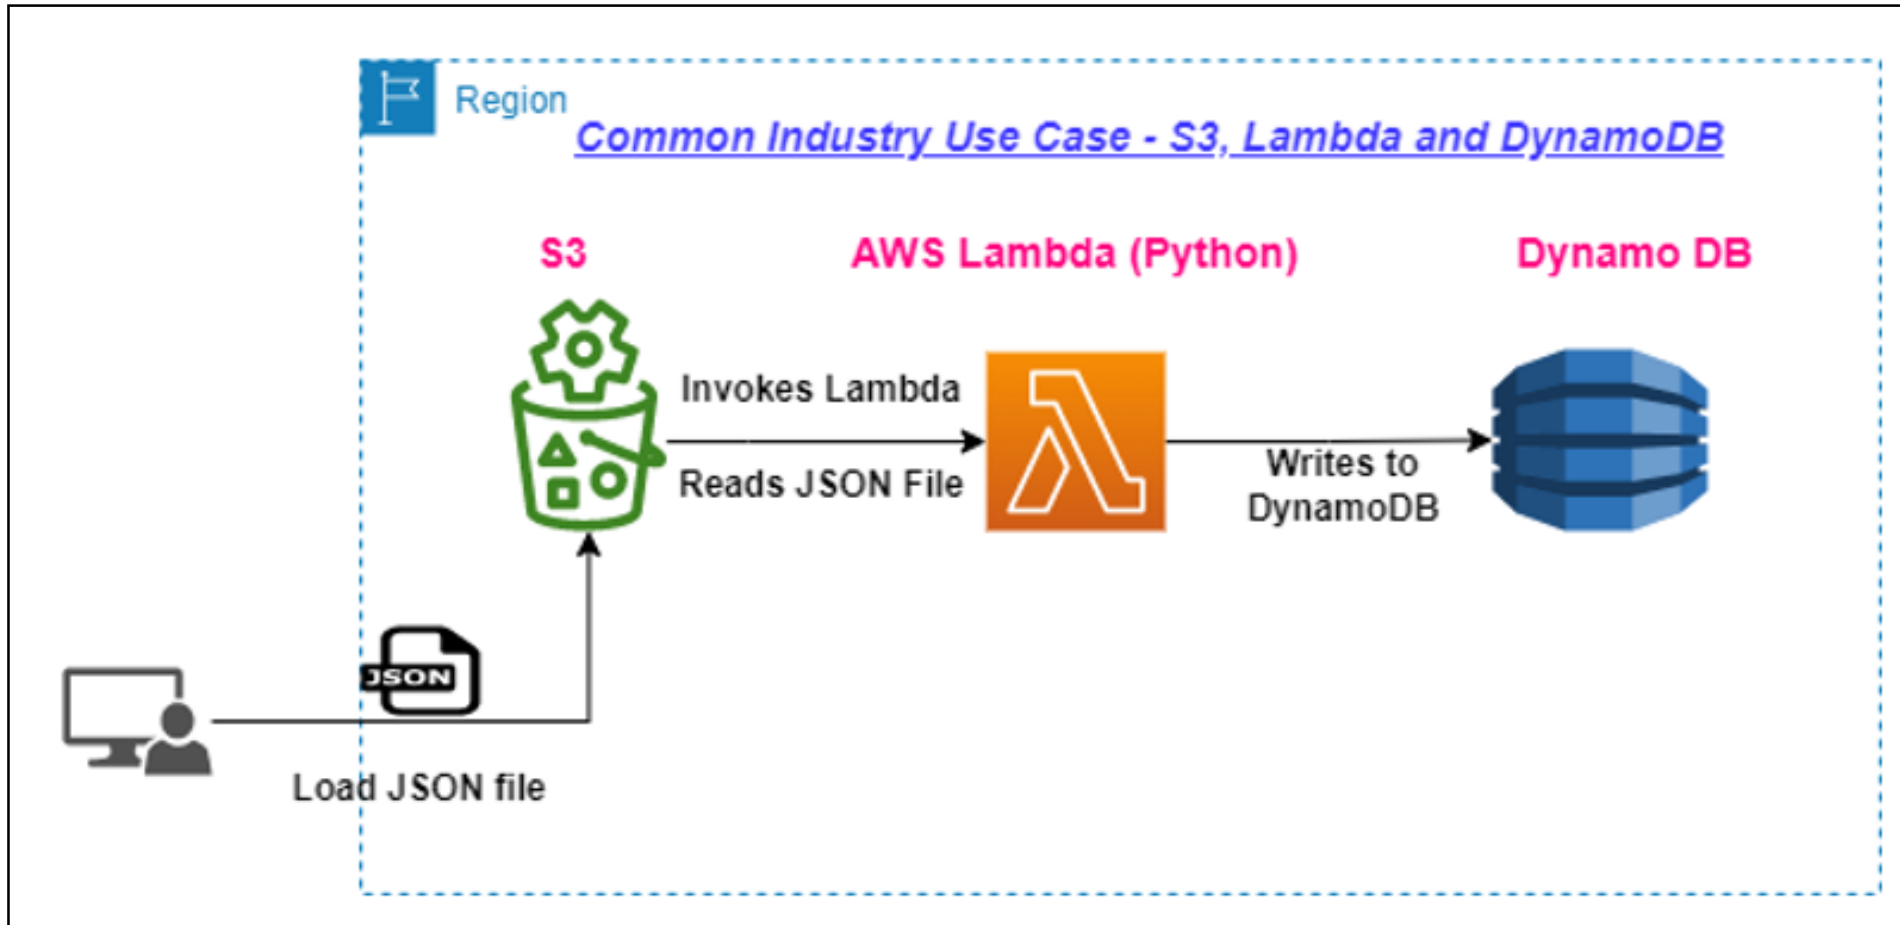 Region
Common Industry Use Case - S3, Lambda and DynamoDB
S3
AWS Lambda (Python)
Dynamo DB
Invokes Lambda
Reads JSON File
Writes to
DynamoDB
JSON
Load JSON file